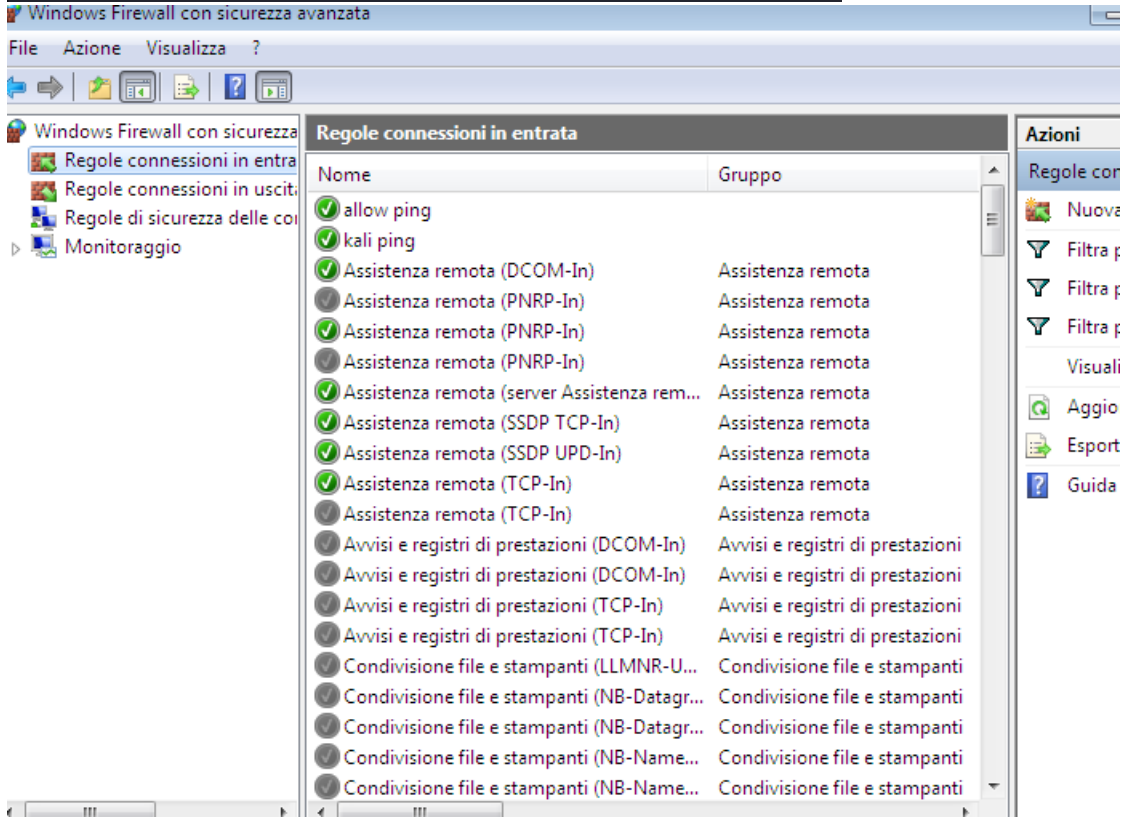 Windows Firewall con sicurezza avanzata
File Azione Visualizza ?
Windows Firewall con sicurezza
Regole connessioni in entra
Regole connessioni in uscit
Regole di sicurezza delle co
Monitoraggio
Regole connessioni in entrata
Nome Gruppo
allow ping
kali ping
Assistenza remota (DCOM-In) Assistenza remota
Assistenza remota (PNRP-In) Assistenza remota
Assistenza remota (PNRP-In) Assistenza remota
Assistenza remota (PNRP-In) Assistenza remota
Assistenza remota (server Assistenza rem... Assistenza remota
Assistenza remota (SSDP TCP-In) Assistenza remota
Assistenza remota (SSDP UPD-In) Assistenza remota
Assistenza remota (TCP-In) Assistenza remota
Assistenza remota (TCP-In) Assistenza remota
Avvisi e registri di prestazioni (DCOM-In) Avvisi e registri di prestazioni
Avvisi e registri di prestazioni (DCOM-In) Avvisi e registri di prestazioni
Avvisi e registri di prestazioni (TCP-In) Avvisi e registri di prestazioni
Avvisi e registri di prestazioni (TCP-In) Avvisi e registri di prestazioni
Condivisione file e stampanti (LLMNR-U... Condivisione file e stampanti
Condivisione file e stampanti (NB-Datagr... Condivisione file e stampanti
Condivisione file e stampanti (NB-Datagr... Condivisione file e stampanti
Condivisione file e stampanti (NB-Name... Condivisione file e stampanti
Condivisione file e stampanti (NB-Name... Condivisione file e stampanti
Azioni
Regole con
Nuova
Filtra p
Filtra p
Filtra p
Visuali
Aggio
Esport
Guida